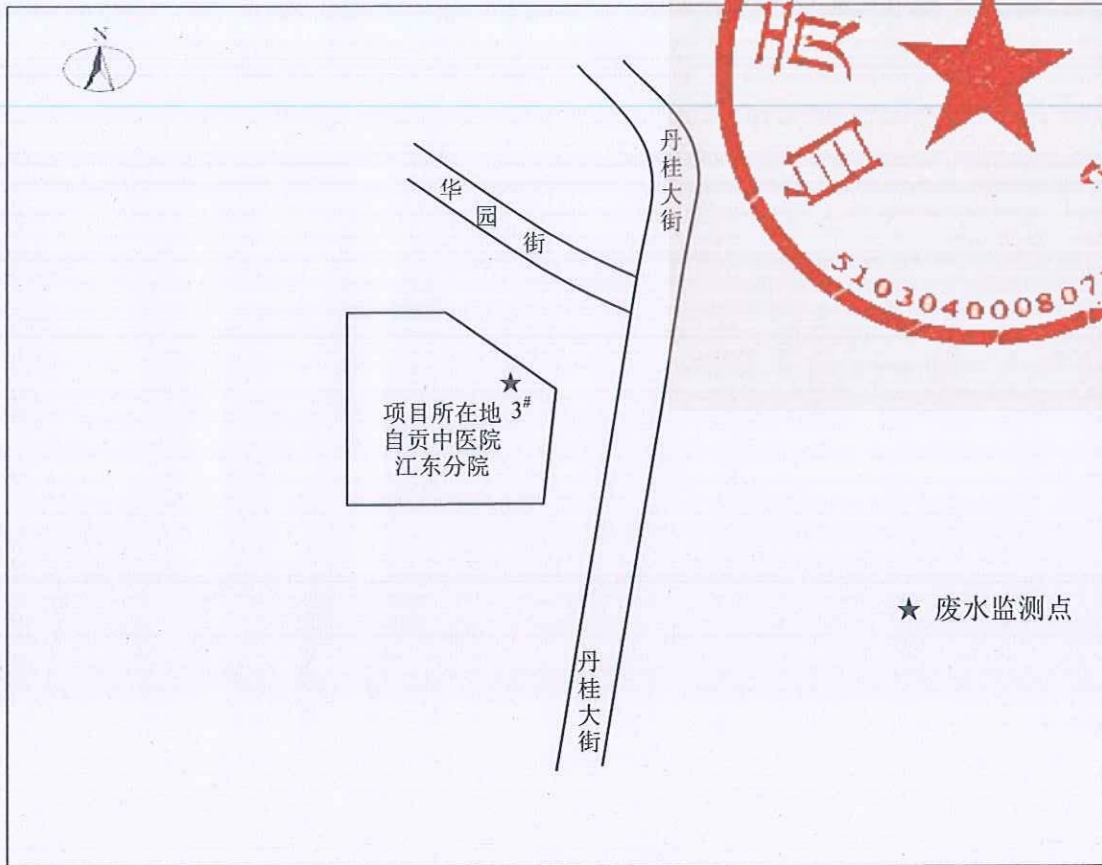 N
丹桂大街
华园街
项目所在地 3#
自贡中医院
江东分院
★ 废水监测点
丹桂大街
自贡
510304000807